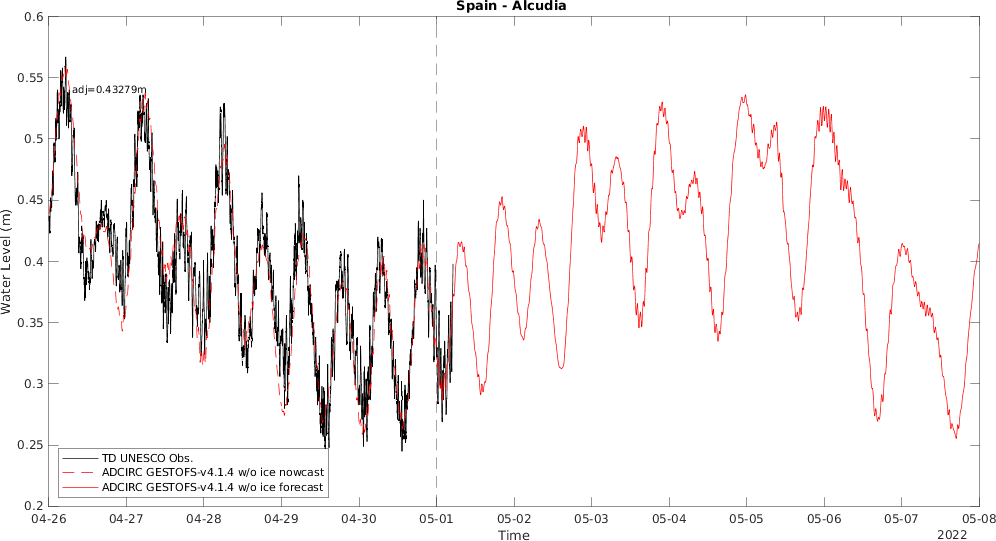 Spain - Alcudia
0.6
0.55
adj=0.43279m
0.5
0.45
0.4
0.35
0.3
0.25
0.2
Water Level (m)
TD UNESCO Obs.
ADCIRC GESTOFS-v4.1.4 w/o ice nowcast
ADCIRC GESTOFS-v4.1.4 w/o ice forecast
04-26 04-27 04-28 04-29 04-30 05-01 05-02 05-03 05-04 05-05 05-06 05-07 05-08
Time
2022